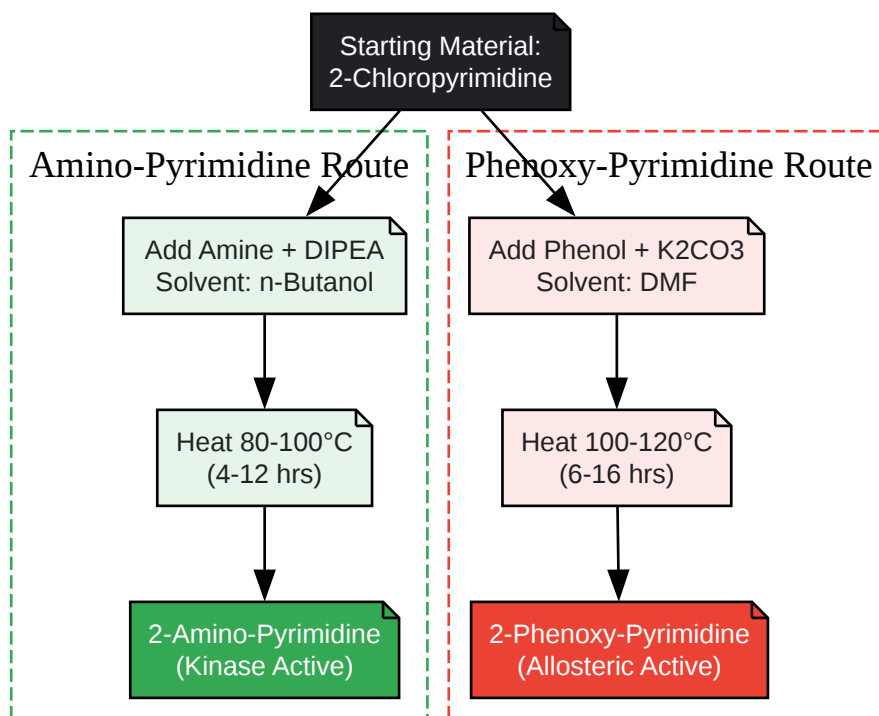 Starting Material:
2-Chloropyrimidine
Amino-Pyrimidine Route
Add Amine + DIPEA
Solvent: n-Butanol
Heat 80-100°C
(4-12 hrs)
2-Amino-Pyrimidine
(Kinase Active)
Phenoxy-Pyrimidine Route
Add Phenol + K2CO3
Solvent: DMF
Heat 100-120°C
(6-16 hrs)
2-Phenoxy-Pyrimidine
(Allosteric Active)